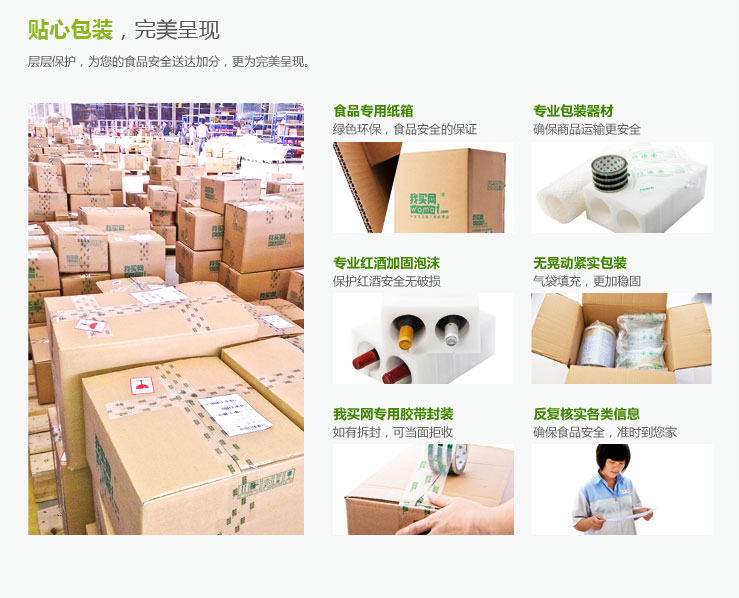 贴心包装，完美呈现
层层保护，为您的食品安全送达加分，更为完美呈现。
食品专用纸箱
绿色环保，食品安全的保证
我买网
womai.com
专业包装器材
确保商品运输更安全
专业红酒加固泡沫
保护红酒安全无破损
无晃动紧实包装
气袋填充，更加稳固
我买网专用胶带封装
如有拆封，可当面拒收
反复核实各类信息
确保食品安全，准时到您家
我买网
我买网